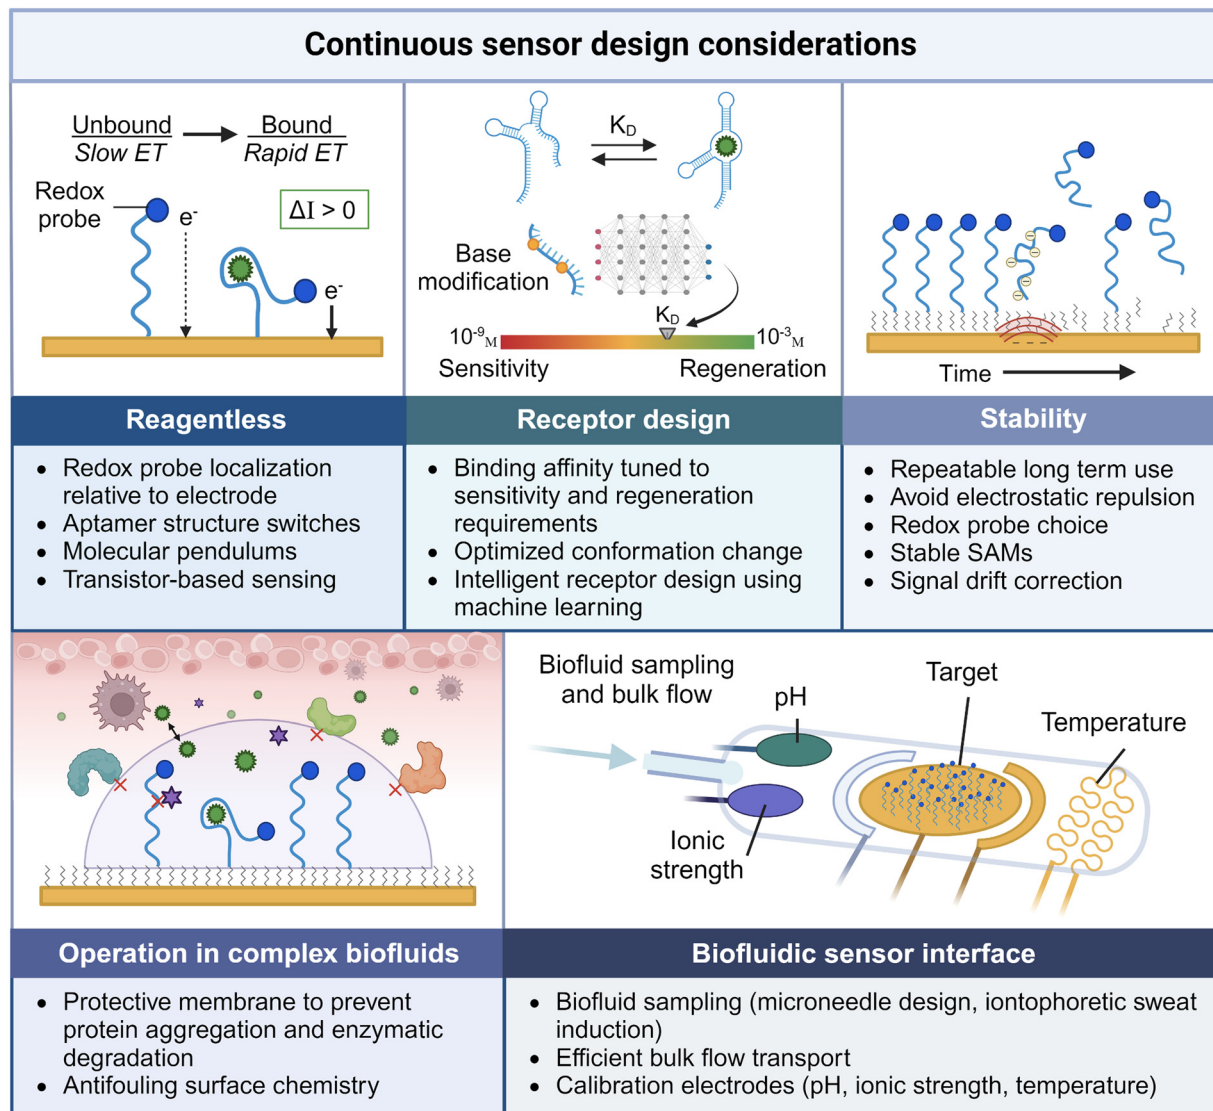 Continuous sensor design considerations
Unbound
Slow ET
Bound
Rapid ET
Redox
probe
e-
ΔI > 0
e-
Reagentless
• Redox probe localization
relative to electrode
• Aptamer structure switches
• Molecular pendulums
• Transistor-based sensing
KD
Base
modification
KD
10-9M
10-3M
Sensitivity
Regeneration
Receptor design
• Binding affinity tuned to
sensitivity and regeneration
requirements
• Optimized conformation change
• Intelligent receptor design using
machine learning
Time
Stability
• Repeatable long term use
• Avoid electrostatic repulsion
• Redox probe choice
• Stable SAMs
• Signal drift correction
Operation in complex biofluids
• Protective membrane to prevent
protein aggregation and enzymatic
degradation
• Antifouling surface chemistry
Biofluid sampling
and bulk flow
pH
Target
Temperature
Ionic
strength
Biofluidic sensor interface
• Biofluid sampling (microneedle design, iontophoretic sweat
induction)
• Efficient bulk flow transport
• Calibration electrodes (pH, ionic strength, temperature)